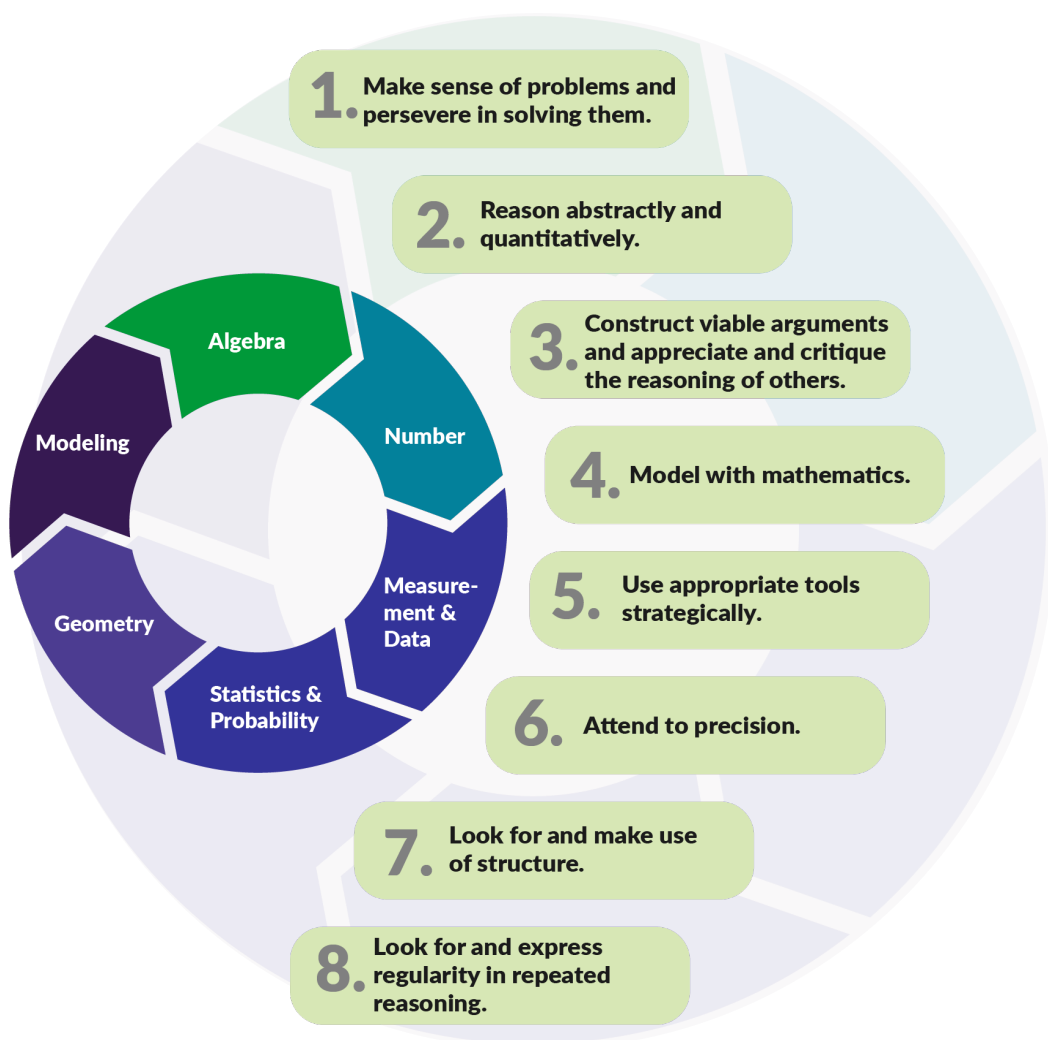 1. Make sense of problems and
persevere in solving them.
2. Reason abstractly and
quantitatively.
3. Construct viable arguments
and appreciate and critique
the reasoning of others.
4. Model with mathematics.
5. Use appropriate tools
strategically.
6. Attend to precision.
7. Look for and make use
of structure.
8. Look for and express
regularity in repeated
reasoning.
Algebra
Number
Measure-
ment &
Data
Statistics &
Probability
Geometry
Modeling